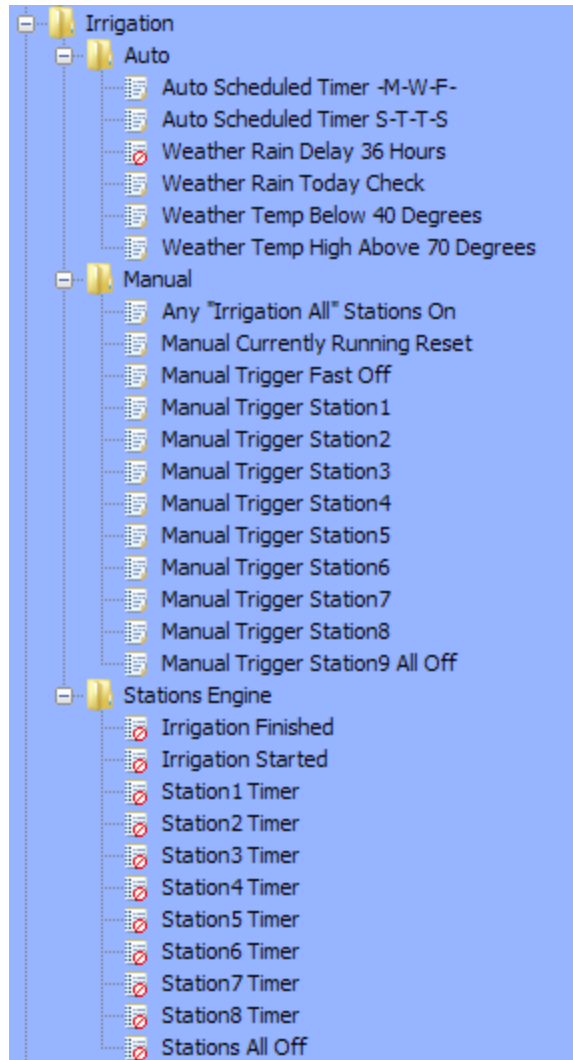 Irrigation
Auto
Auto Scheduled Timer -M-W-F-
Auto Scheduled Timer S-T-T-S
Weather Rain Delay 36 Hours
Weather Rain Today Check
Weather Temp Below 40 Degrees
Weather Temp High Above 70 Degrees
Manual
Any "Irrigation All" Stations On
Manual Currently Running Reset
Manual Trigger Fast Off
Manual Trigger Station1
Manual Trigger Station2
Manual Trigger Station3
Manual Trigger Station4
Manual Trigger Station5
Manual Trigger Station6
Manual Trigger Station7
Manual Trigger Station8
Manual Trigger Station9 All Off
Stations Engine
Irrigation Finished
Irrigation Started
Station1 Timer
Station2 Timer
Station3 Timer
Station4 Timer
Station5 Timer
Station6 Timer
Station7 Timer
Station8 Timer
Stations All Off